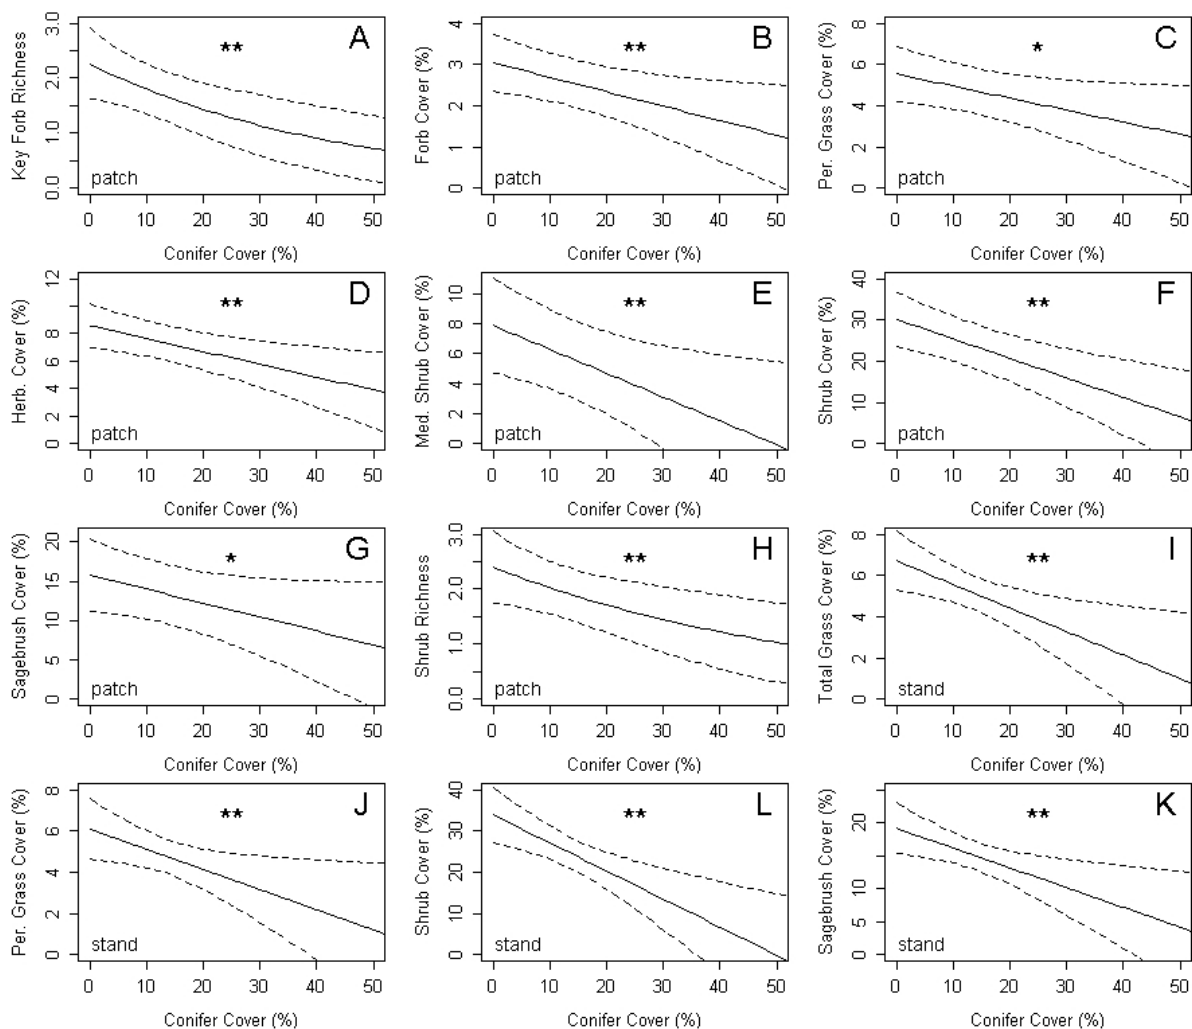 Key Forb Richness
0.0 1.0 2.0 3.0
** A
patch
0 10 20 30 40 50
Conifer Cover (%)
Forb Cover (%)
0 1 2 3 4
** B
patch
0 10 20 30 40 50
Conifer Cover (%)
Per. Grass Cover (%)
0 2 4 6 8
* C
patch
0 10 20 30 40 50
Conifer Cover (%)
Herb. Cover (%)
0 2 4 6 8 10 12
** D
patch
0 10 20 30 40 50
Conifer Cover (%)
Med. Shrub Cover (%)
0 2 4 6 8 10
** E
patch
0 10 20 30 40 50
Conifer Cover (%)
Shrub Cover (%)
0 10 20 30 40
** F
patch
0 10 20 30 40 50
Conifer Cover (%)
Sagebrush Cover (%)
0 5 10 15 20
* G
patch
0 10 20 30 40 50
Conifer Cover (%)
Shrub Richness
0.0 1.0 2.0 3.0
** H
patch
0 10 20 30 40 50
Conifer Cover (%)
Total Grass Cover (%)
0 2 4 6 8
** I
stand
0 10 20 30 40 50
Conifer Cover (%)
Per. Grass Cover (%)
0 2 4 6 8
** J
stand
0 10 20 30 40 50
Conifer Cover (%)
Shrub Cover (%)
0 10 20 30 40
** L
stand
0 10 20 30 40 50
Conifer Cover (%)
Sagebrush Cover (%)
0 5 10 20
** K
stand
0 10 20 30 40 50
Conifer Cover (%)